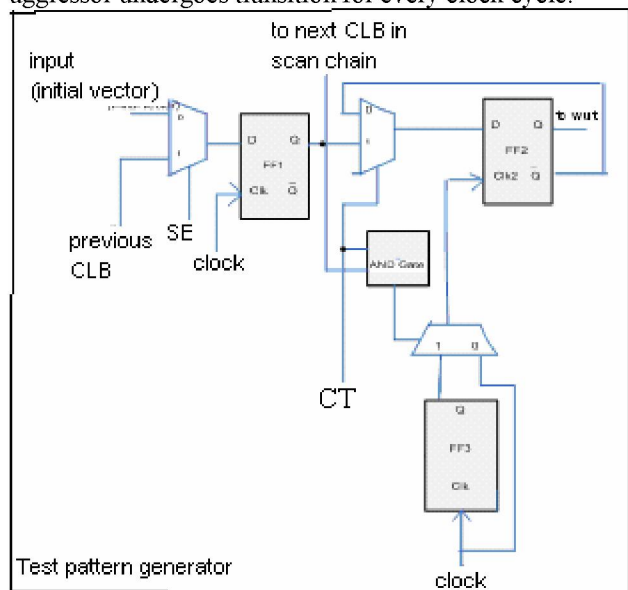 aggressor undergoes transition for every clock cycle.
to next CLB in
scan chain
input
(initial vector)
0
1
D Q
FF1
Clk Q̅
0
1
D Q
FF2
Clk2 Q̅
to wut
previous
CLB
SE
clock
AND Gate
1 0
CT
Q
FF3
Clk
Test pattern generator
clock